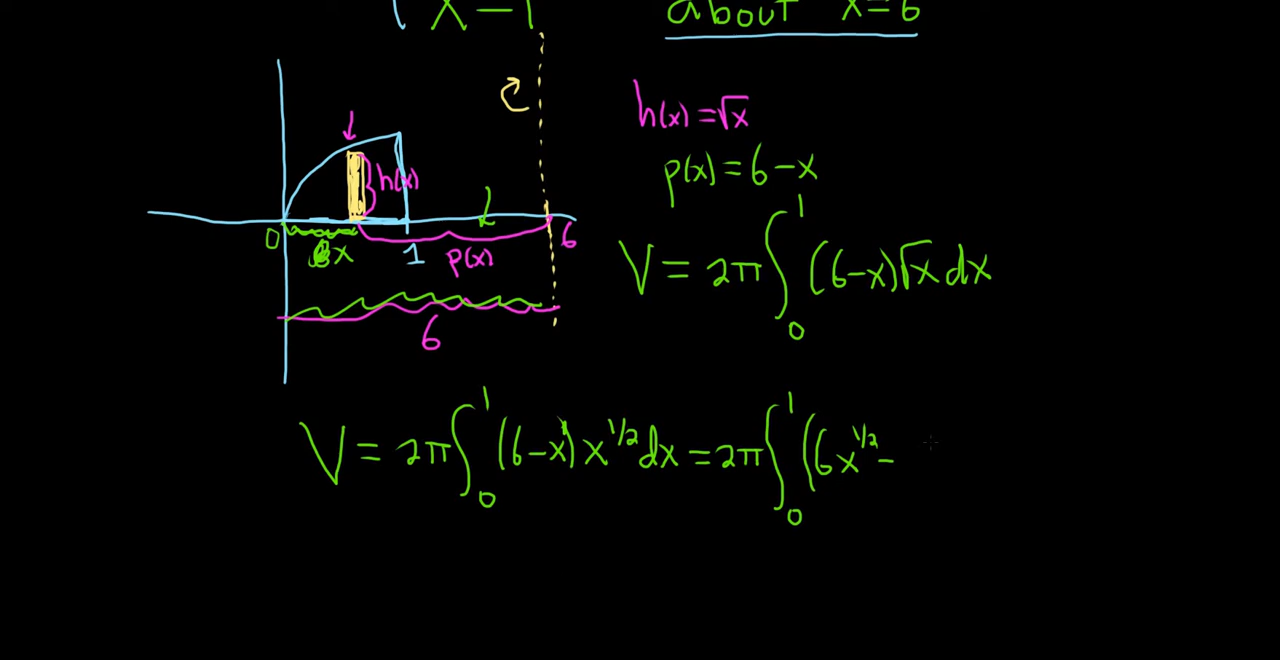 x = 1
about x=6
h(x) = √x
p(x) = 6-x
h(x)
0 x 1 p(x) 6
6
V = 2π ∫₀¹ (6-x)√x dx
V = 2π ∫₀¹ (6-x¹) x^1/2 dx = 2π ∫₀¹ (6x^1/2 -